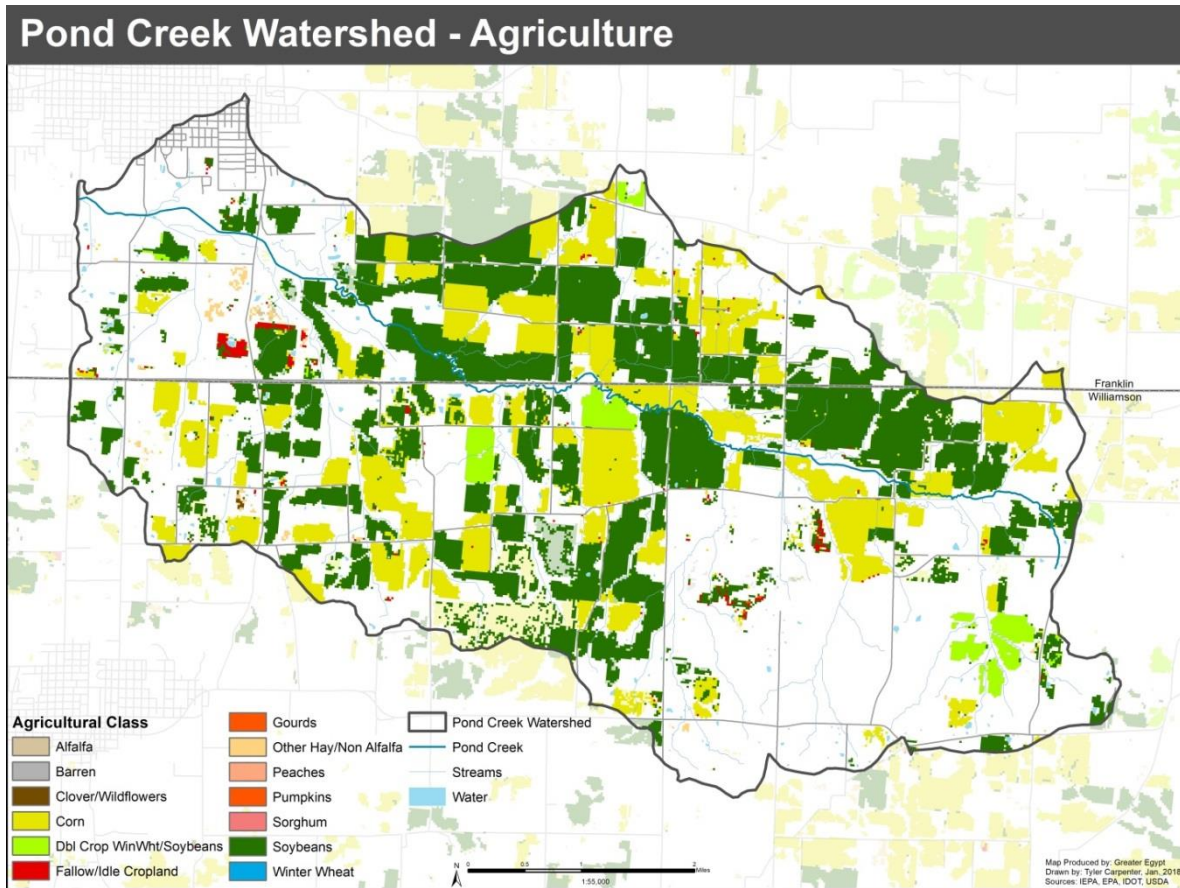 Pond Creek Watershed - Agriculture
Franklin
Williamson
Agricultural Class
Alfalfa
Barren
Clover/Wildflowers
Corn
Dbl Crop WinWht/Soybeans
Fallow/Idle Cropland
Gourds
Other Hay/Non Alfalfa
Peaches
Pumpkins
Sorghum
Soybeans
Winter Wheat
Pond Creek Watershed
Pond Creek
Streams
Water
N
0 0.5 1 2
Miles
1:55,000
Map Produced by: Greater Egypt
Drawn by: Tyler Carpenter, Jan, 2018
Sources: IEPA, EPA, IDOT, USDA